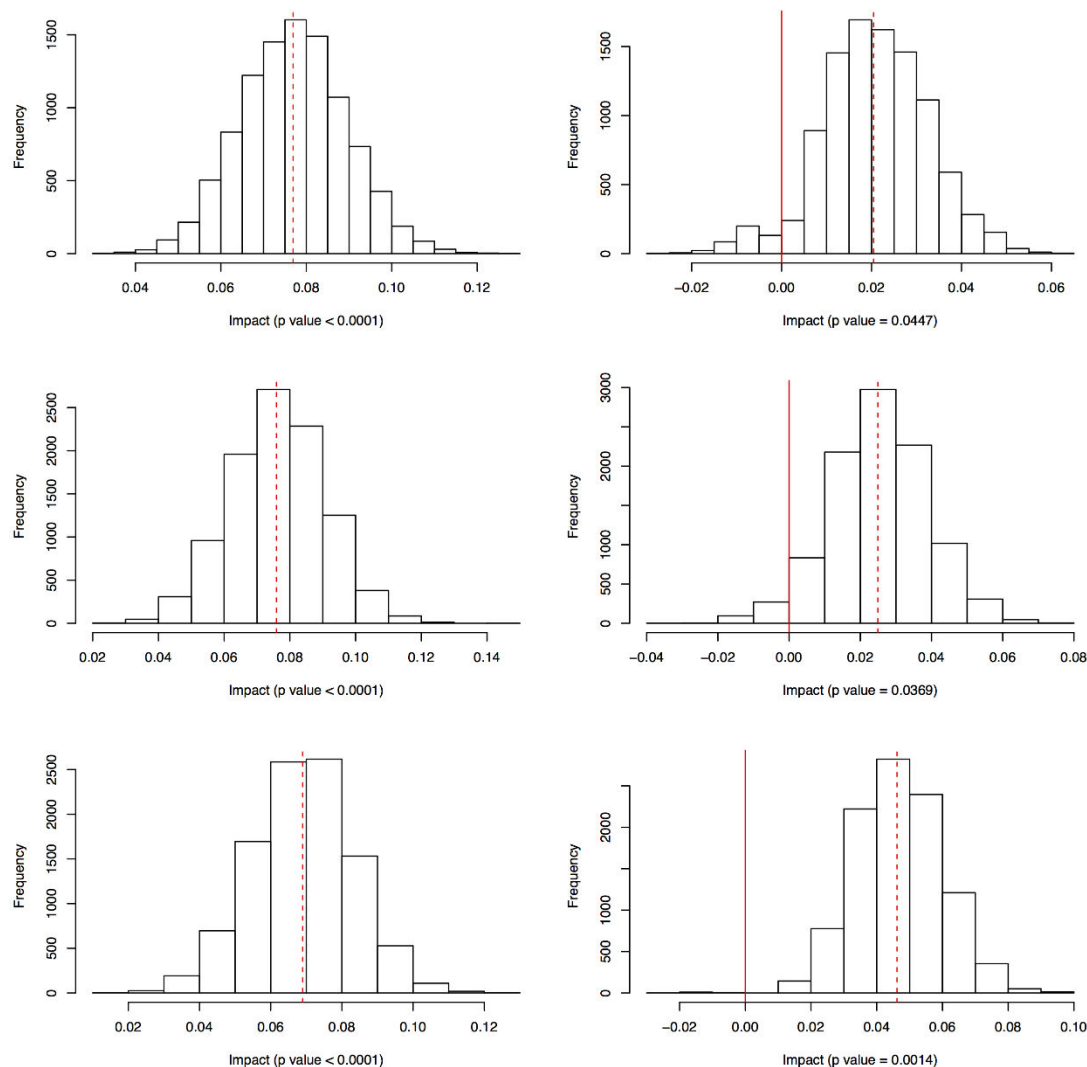 Frequency
0 500 1000 1500
0.04 0.06 0.08 0.10 0.12
Impact (p value < 0.0001)
Frequency
0 500 1000 1500
−0.02 0.00 0.02 0.04 0.06
Impact (p value = 0.0447)
Frequency
0 500 1000 1500 2000 2500
0.02 0.04 0.06 0.08 0.10 0.12 0.14
Impact (p value < 0.0001)
Frequency
0 500 1000 2000 3000
−0.04 −0.02 0.00 0.02 0.04 0.06 0.08
Impact (p value = 0.0369)
Frequency
0 500 1000 1500 2000 2500
0.02 0.04 0.06 0.08 0.10 0.12
Impact (p value < 0.0001)
Frequency
0 500 1000 2000
−0.02 0.00 0.02 0.04 0.06 0.08 0.10
Impact (p value = 0.0014)